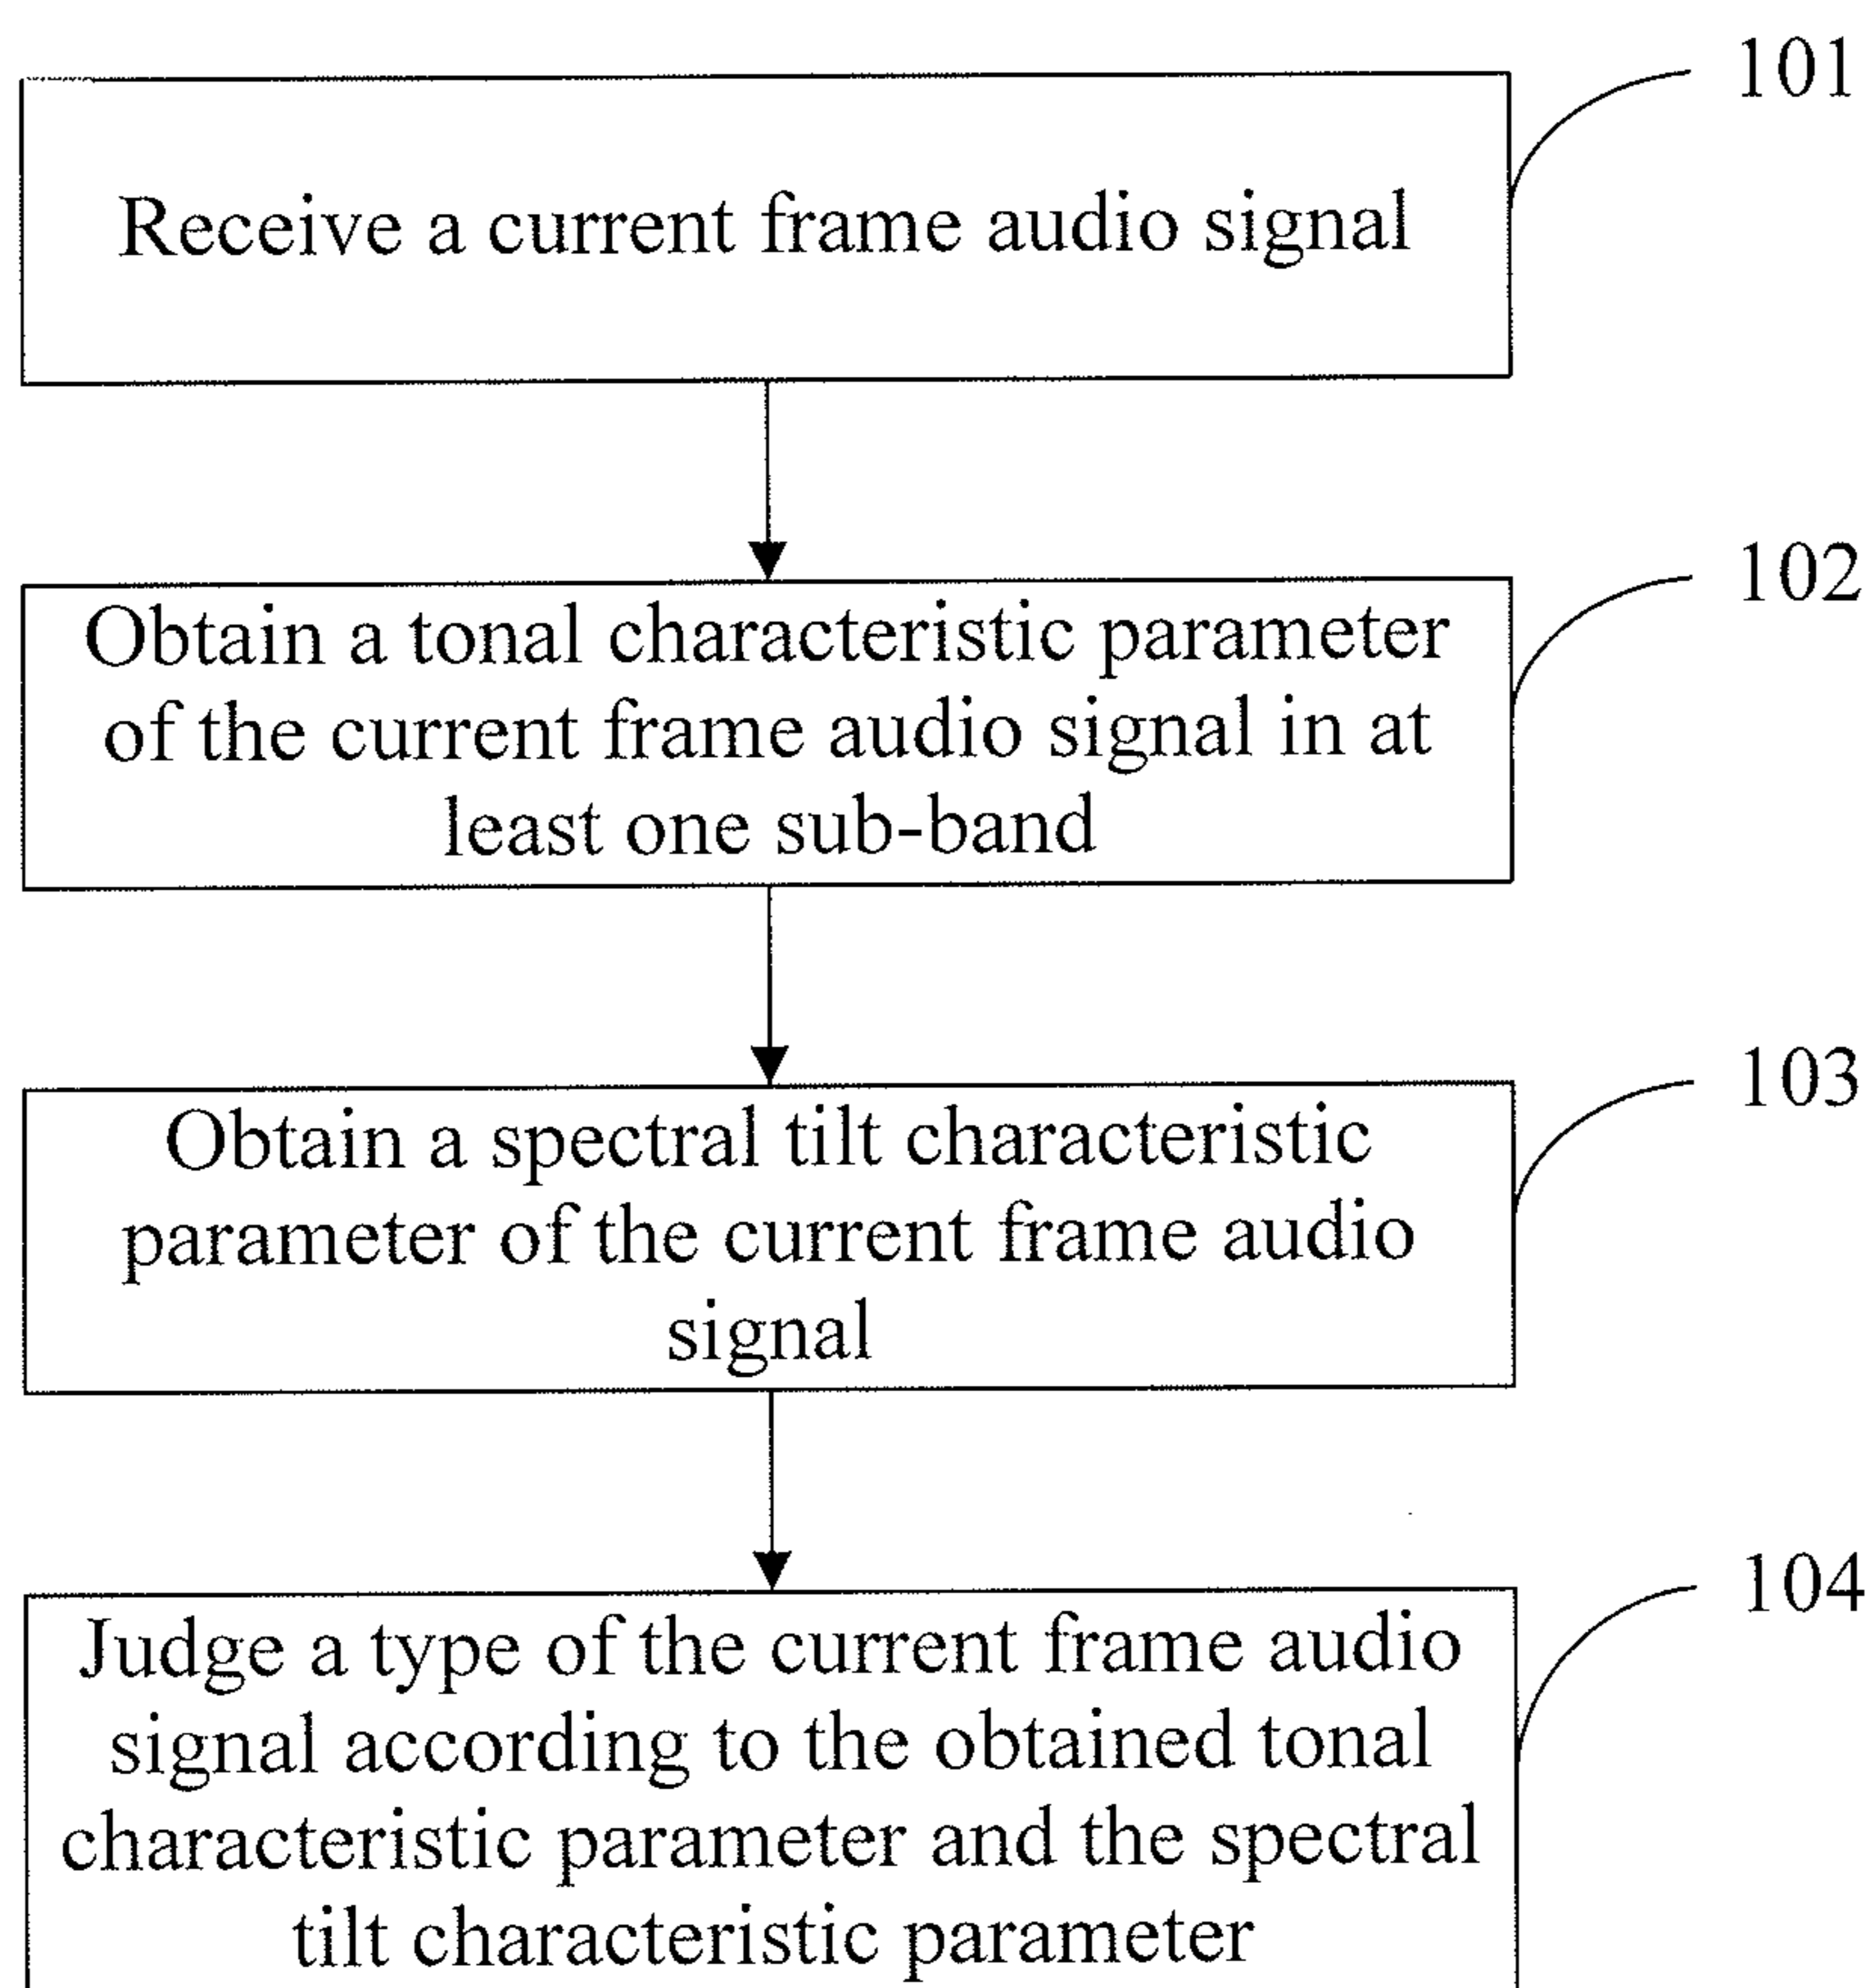 101
Receive a current frame audio signal
102
Obtain a tonal characteristic parameter
of the current frame audio signal in at
least one sub-band
103
Obtain a spectral tilt characteristic
parameter of the current frame audio
signal
104
Judge a type of the current frame audio
signal according to the obtained tonal
characteristic parameter and the spectral
tilt characteristic parameter